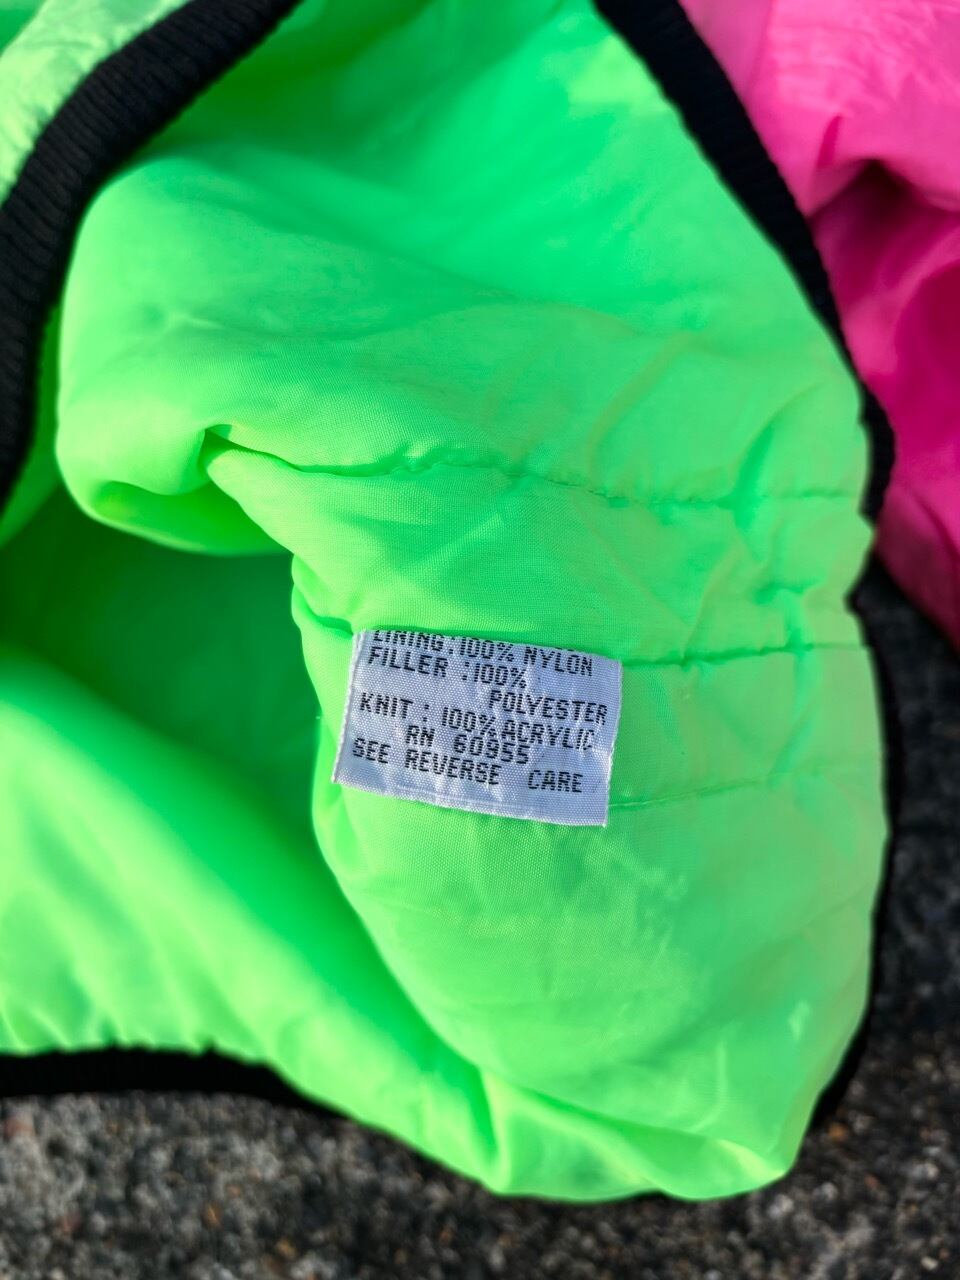 LINING:100% NYLON
FILLER :100%
POLYESTER
KNIT : 100%ACRYLIC
RN 60955
SEE REVERSE CARE